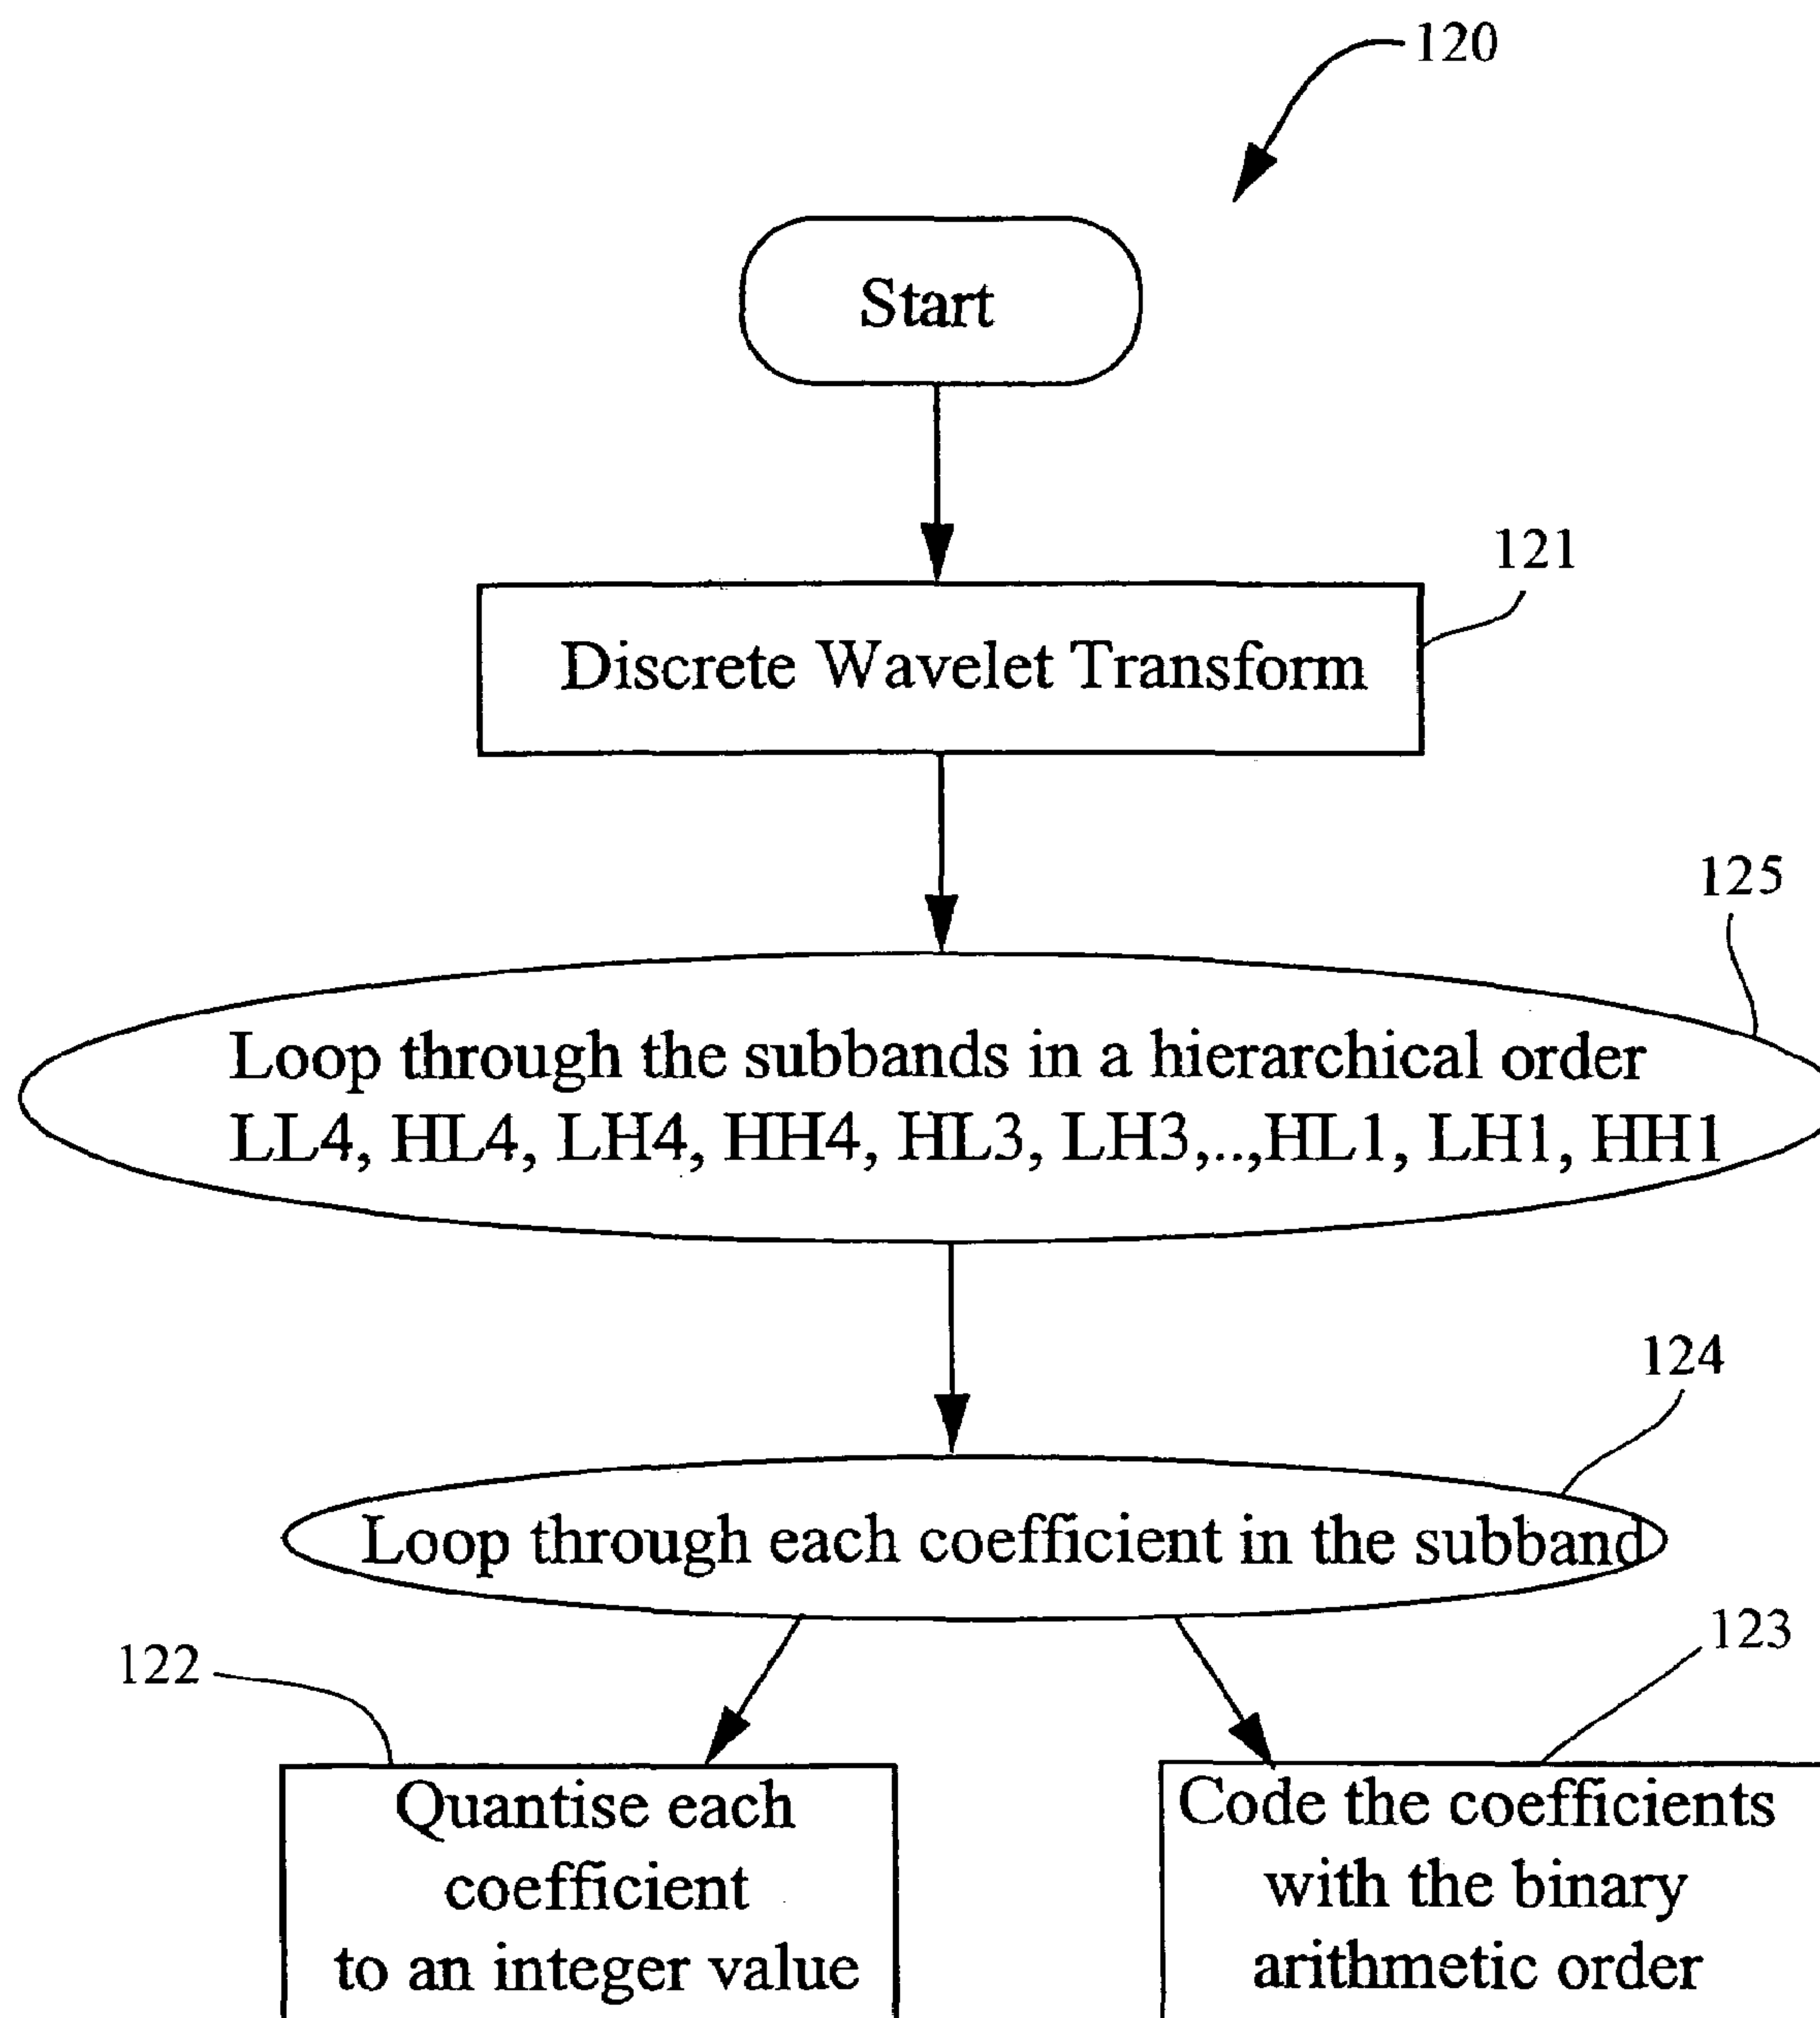 120
Start
121
Discrete Wavelet Transform
125
Loop through the subbands in a hierarchical order
LL4, HL4, LH4, HH4, HL3, LH3,..,HL1, LH1, HH1
124
Loop through each coefficient in the subband
122
123
Quantise each
coefficient
to an integer value
Code the coefficients
with the binary
arithmetic order